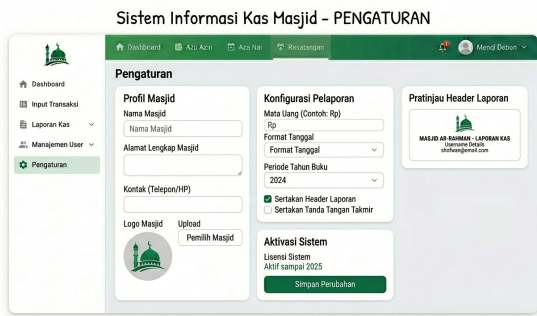 Sistem Informasi Kas Masjid – PENGATURAN
Dashboard
Azu Azin
Aza Nai
Resatangan
Mengl Debon
Dashboard
Input Transaksi
Laporan Kas
Manajemen User
Pengaturan
Pengaturan
Profil Masjid
Nama Masjid
Nama Masjid
Alamat Lengkap Masjid
Kontak (Telepon/HP)
Logo Masjid
Upload
Pemilih Masjid
Konfigurasi Pelaporan
Mata Uang (Contoh: Rp)
Rp
Format Tanggal
Format Tanggal
Periode Tahun Buku
2024
Sertakan Header Laporan
Sertakan Tanda Tangan Takmir
Aktivasi Sistem
Lisensi Sistem
Aktif sampai 2025
Simpan Perubahan
Pratinjau Header Laporan
MASJID AR-RAHMAN - LAPORAN KAS
Username Details
shofwan@email.com